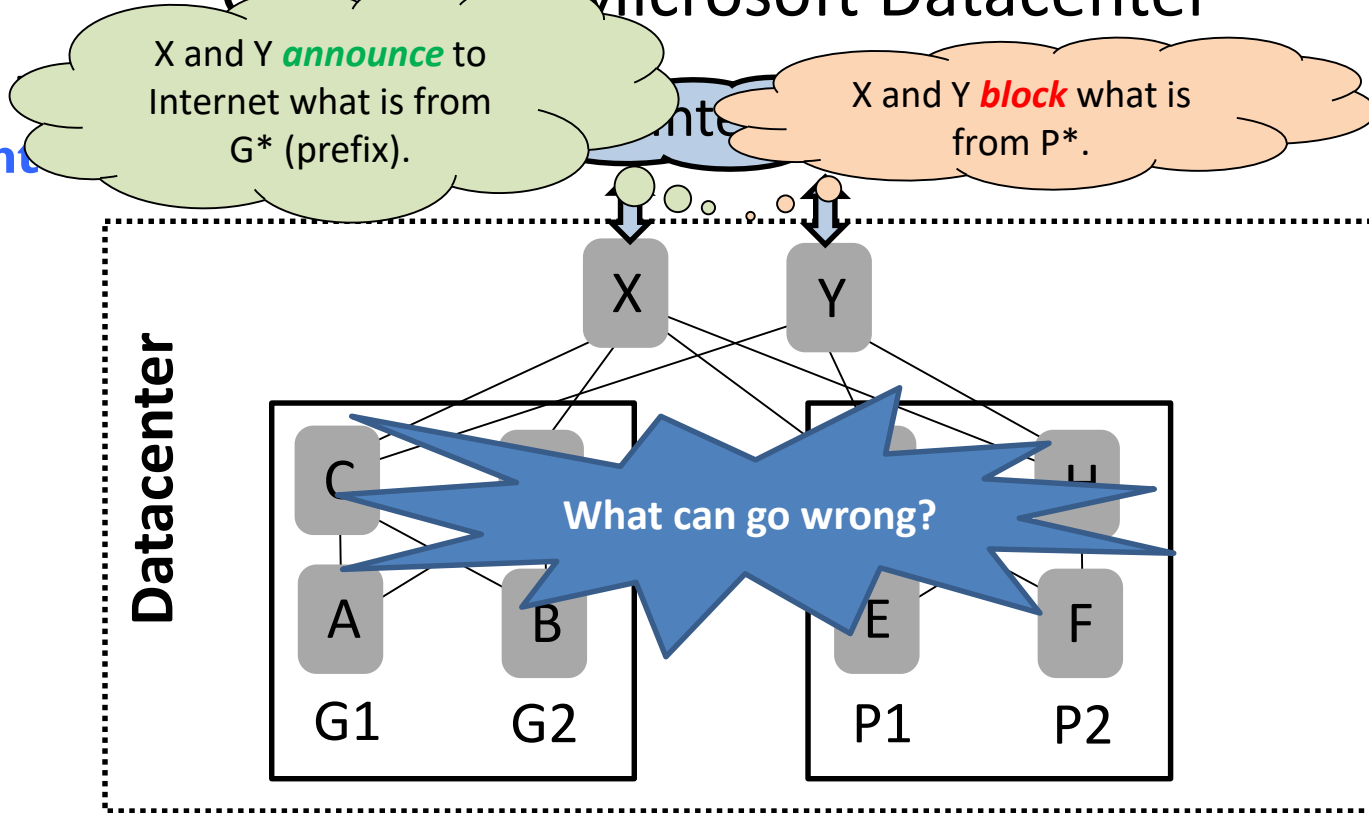 Microsoft Datacenter
X and Y announce to
Internet what is from
G* (prefix).
X and Y block what is
from P*.
X
Y
Datacenter
C
H
What can go wrong?
A
B
E
F
G1
G2
P1
P2